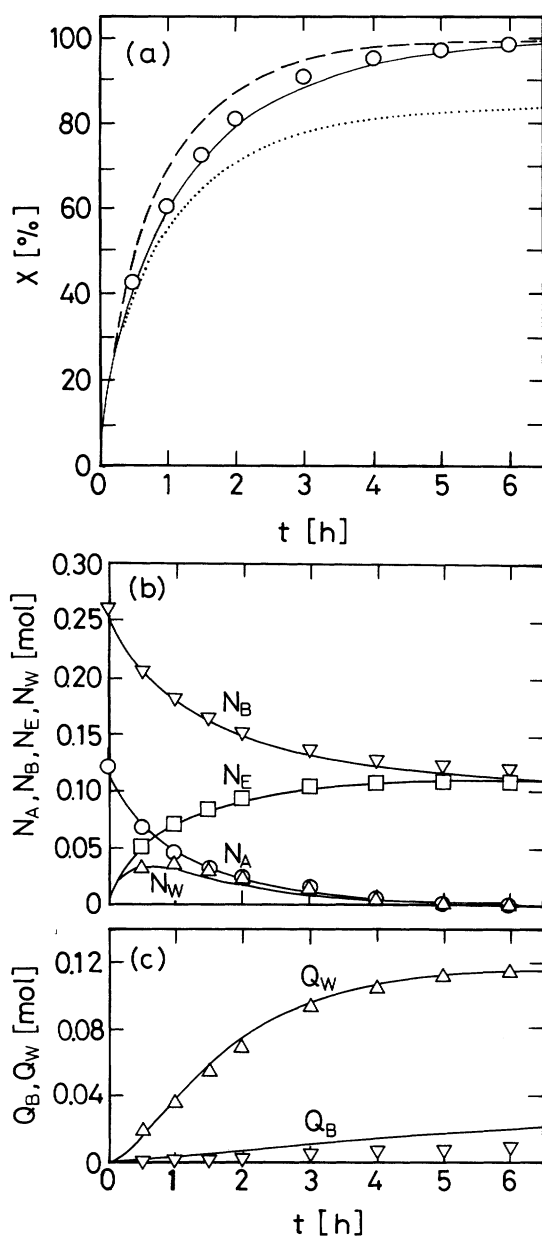 (a)
X [%]
100
80
60
40
20
0
0 1 2 3 4 5 6
t [h]
(b)
N_A, N_B, N_E, N_W [mol]
0.30
0.25
0.20
0.15
0.10
0.05
0
N_B
N_E
N_A
N_W
(c)
Q_B, Q_W [mol]
0.12
0.08
0.04
0
Q_W
Q_B
0 1 2 3 4 5 6
t [h]